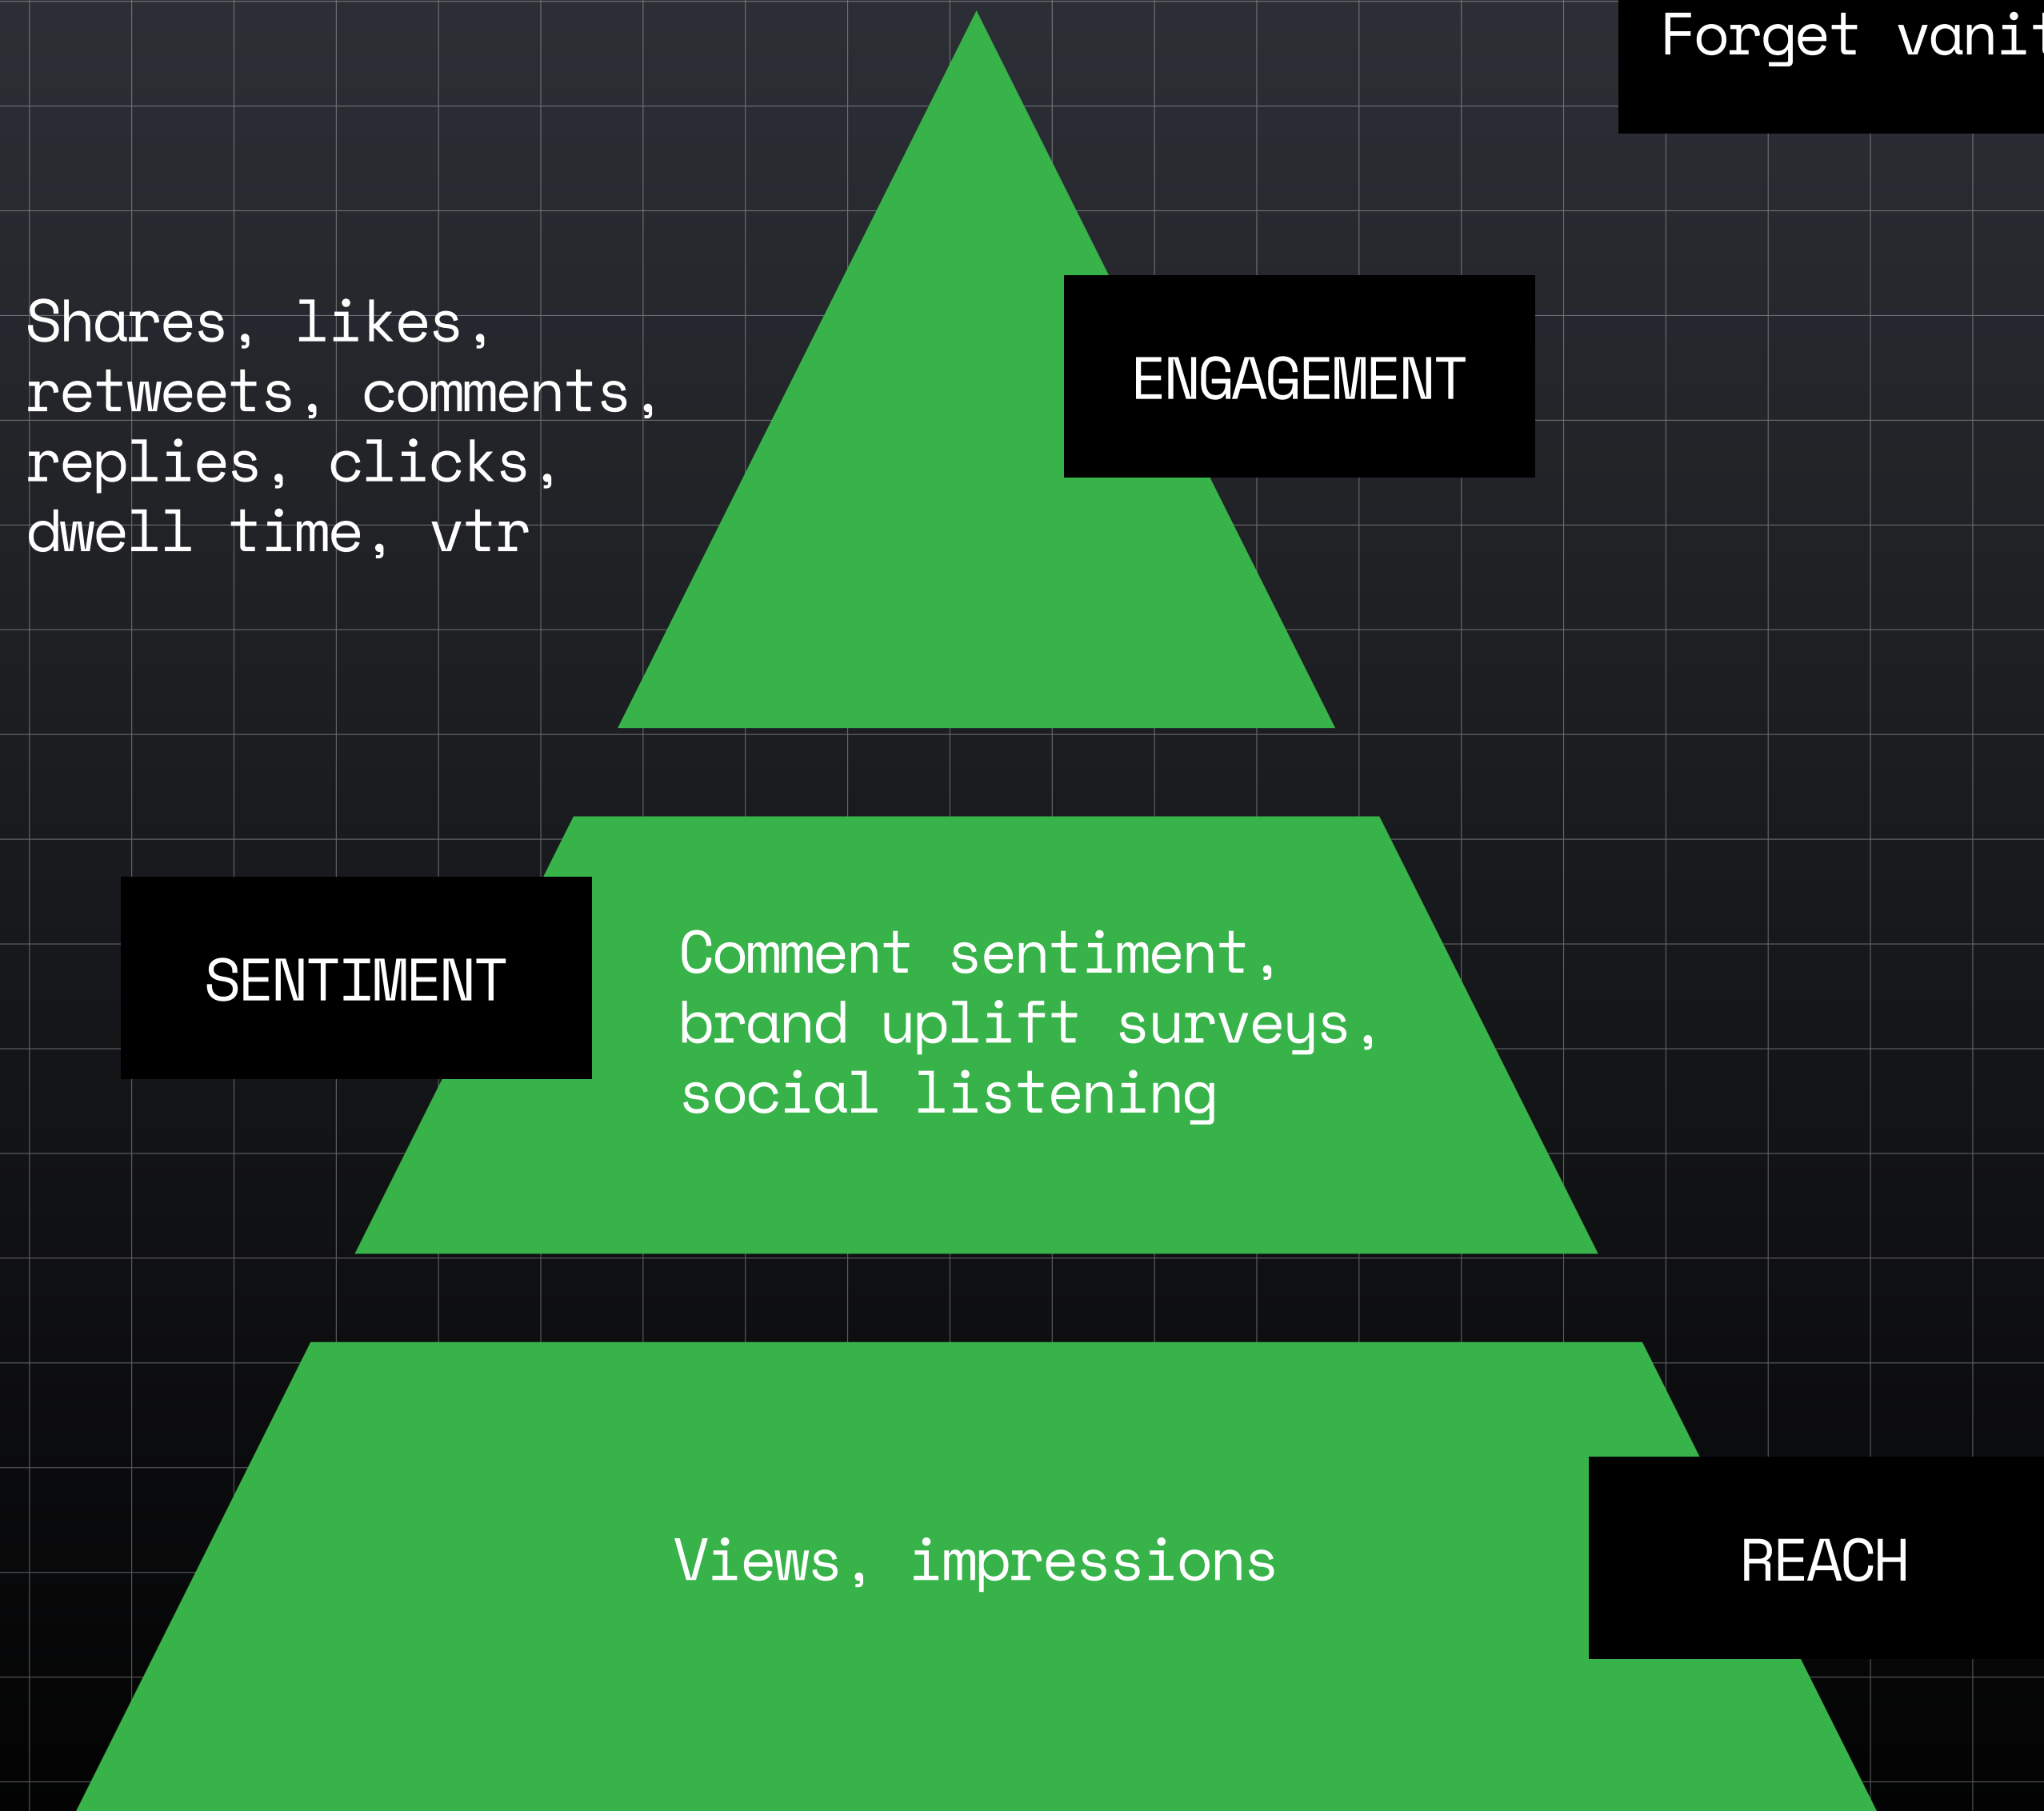 Forget
Shares, likes,
retweets, comments,
replies, clicks,
dwell time, vtr
ENGAGEMENT
SENTIMENT
Comment sentiment,
brand uplift surveys,
social listening
Views, impressions
REACH